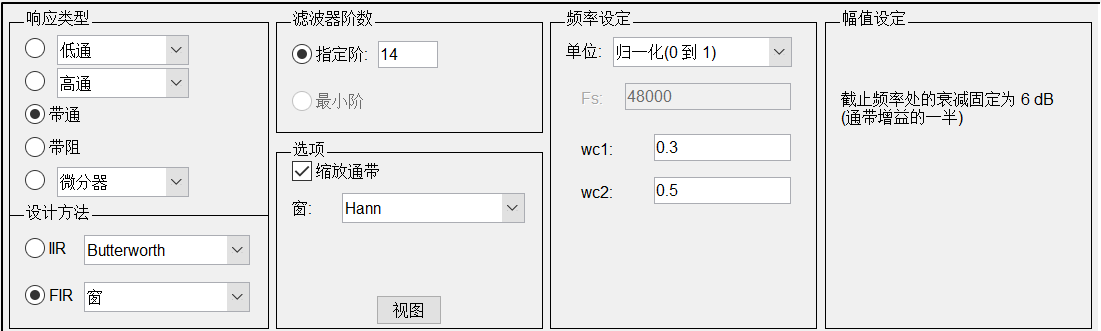 响应类型
低通
高通
带通
带阻
微分器
设计方法
IIR
Butterworth
FIR
窗
滤波器阶数
指定阶:
14
最小阶
选项
缩放通带
窗:
Hann
视图
频率设定
单位:
归一化(0 到 1)
Fs:
48000
wc1:
0.3
wc2:
0.5
幅值设定
截止频率处的衰减固定为 6 dB
(通带增益的一半)